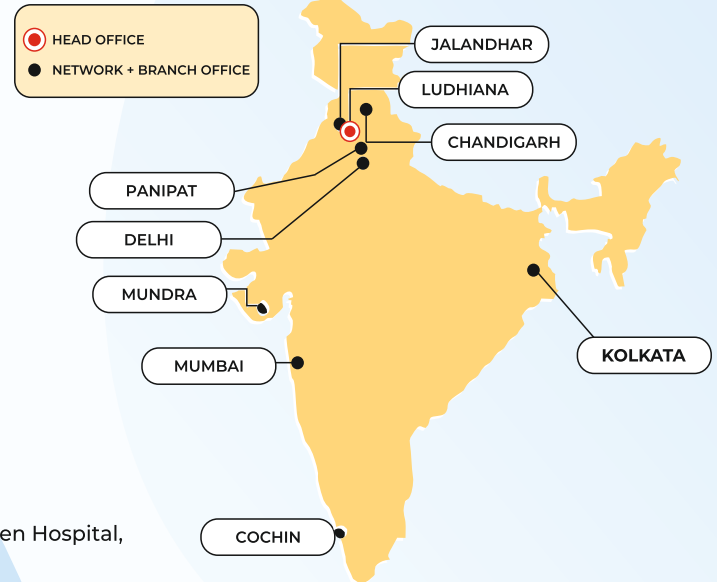 HEAD OFFICE
NETWORK + BRANCH OFFICE
JALANDHAR
LUDHIANA
CHANDIGARH
PANIPAT
DELHI
MUNDRA
MUMBAI
KOLKATA
COCHIN
en Hospital,